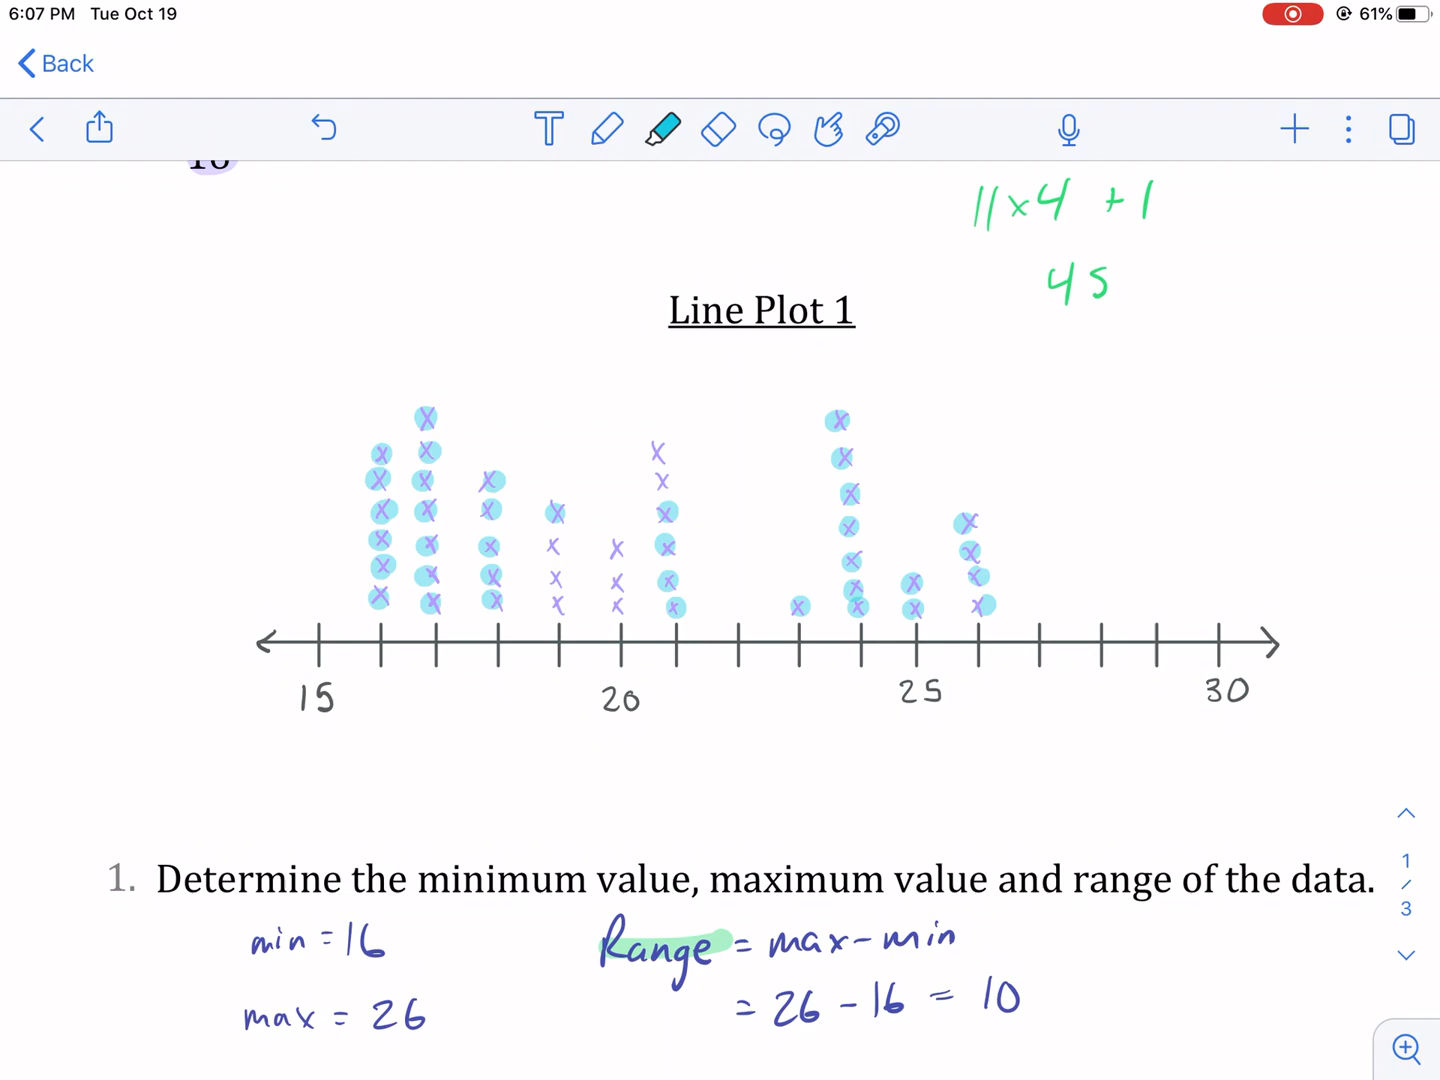 6:07 PM Tue Oct 19
61%
Back
11x4 +1
45
Line Plot 1
15 20 25 30
1. Determine the minimum value, maximum value and range of the data.
min = 16
Range = max - min
max = 26
= 26 - 16 = 10
1
/
3